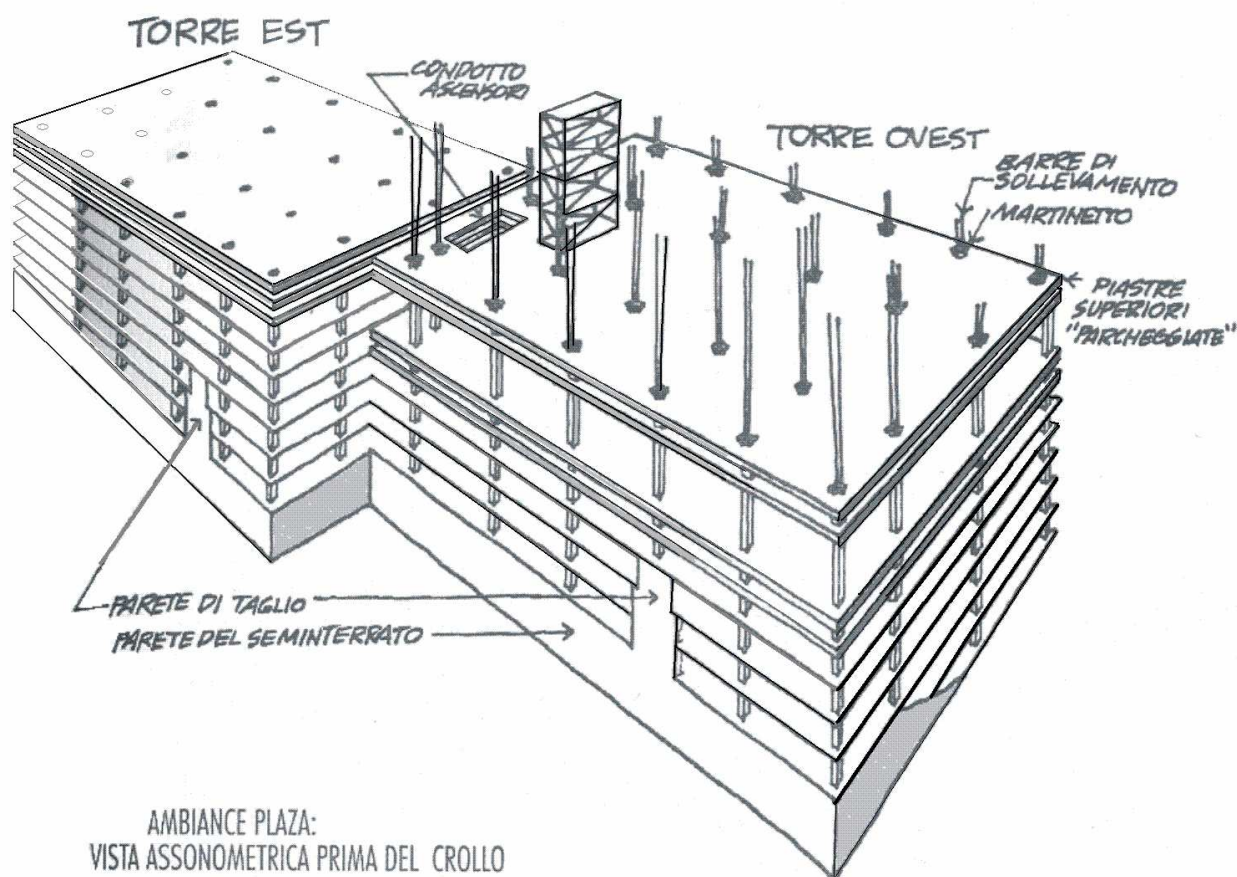 TORRE EST
CONDOTTO
ASCENSORI
TORRE OVEST
BARRE DI
SOLLEVAMENTO
MARTINETTO
PIASTRE
SUPERIORI
"PARCHEGGIATE"
PARETE DI TAGLIO
PARETE DEL SEMINTERRATO
AMBIANCE PLAZA:
VISTA ASSONOMETRICA PRIMA DEL CROLLO